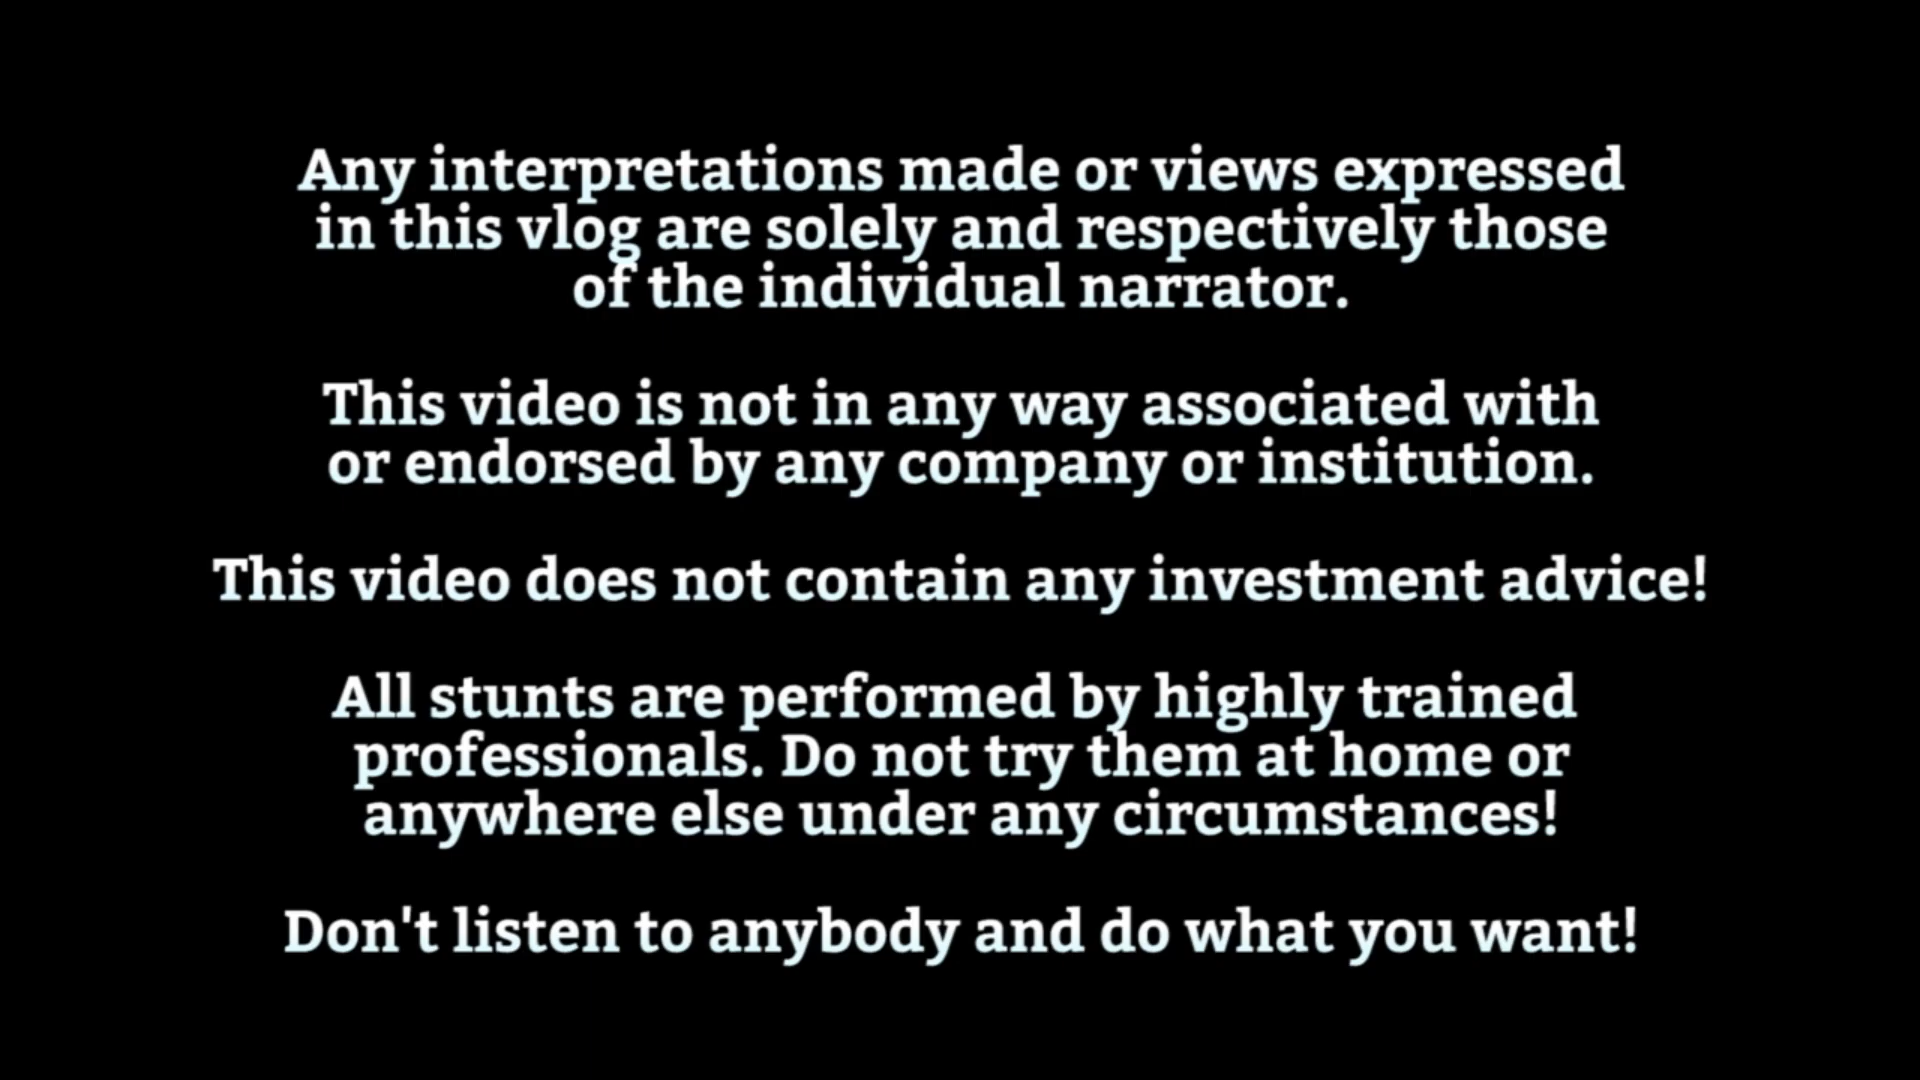 Any interpretations made or views expressed
in this vlog are solely and respectively those
of the individual narrator.
This video is not in any way associated with
or endorsed by any company or institution.
This video does not contain any investment advice!
All stunts are performed by highly trained
professionals. Do not try them at home or
anywhere else under any circumstances!
Don't listen to anybody and do what you want!